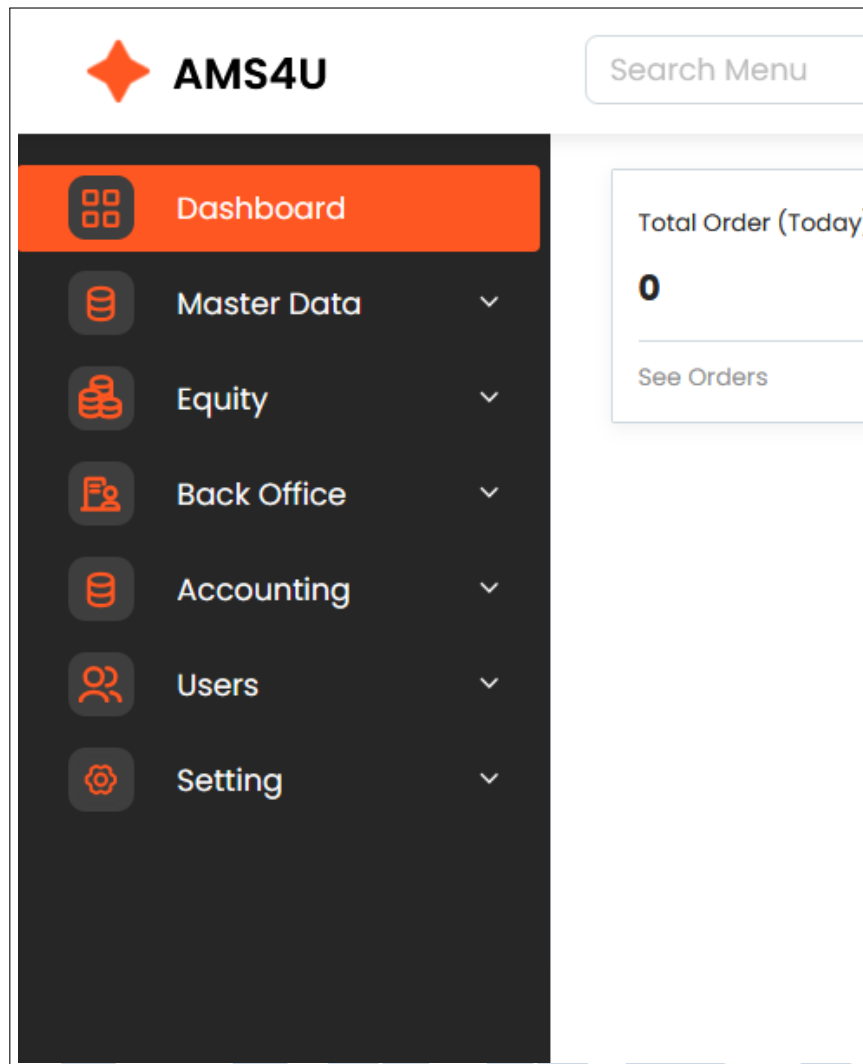 AMS4U
Search Menu
Dashboard
Master Data
Equity
Back Office
Accounting
Users
Setting
Total Order (Today)
0
See Orders